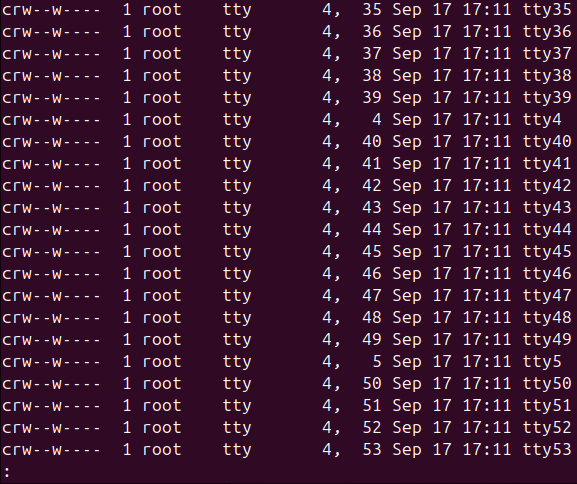 crw--w----  1 root    tty       4,  35 Sep 17 17:11 tty35
crw--w----  1 root    tty       4,  36 Sep 17 17:11 tty36
crw--w----  1 root    tty       4,  37 Sep 17 17:11 tty37
crw--w----  1 root    tty       4,  38 Sep 17 17:11 tty38
crw--w----  1 root    tty       4,  39 Sep 17 17:11 tty39
crw--w----  1 root    tty       4,   4 Sep 17 17:11 tty4
crw--w----  1 root    tty       4,  40 Sep 17 17:11 tty40
crw--w----  1 root    tty       4,  41 Sep 17 17:11 tty41
crw--w----  1 root    tty       4,  42 Sep 17 17:11 tty42
crw--w----  1 root    tty       4,  43 Sep 17 17:11 tty43
crw--w----  1 root    tty       4,  44 Sep 17 17:11 tty44
crw--w----  1 root    tty       4,  45 Sep 17 17:11 tty45
crw--w----  1 root    tty       4,  46 Sep 17 17:11 tty46
crw--w----  1 root    tty       4,  47 Sep 17 17:11 tty47
crw--w----  1 root    tty       4,  48 Sep 17 17:11 tty48
crw--w----  1 root    tty       4,  49 Sep 17 17:11 tty49
crw--w----  1 root    tty       4,   5 Sep 17 17:11 tty5
crw--w----  1 root    tty       4,  50 Sep 17 17:11 tty50
crw--w----  1 root    tty       4,  51 Sep 17 17:11 tty51
crw--w----  1 root    tty       4,  52 Sep 17 17:11 tty52
crw--w----  1 root    tty       4,  53 Sep 17 17:11 tty53
: